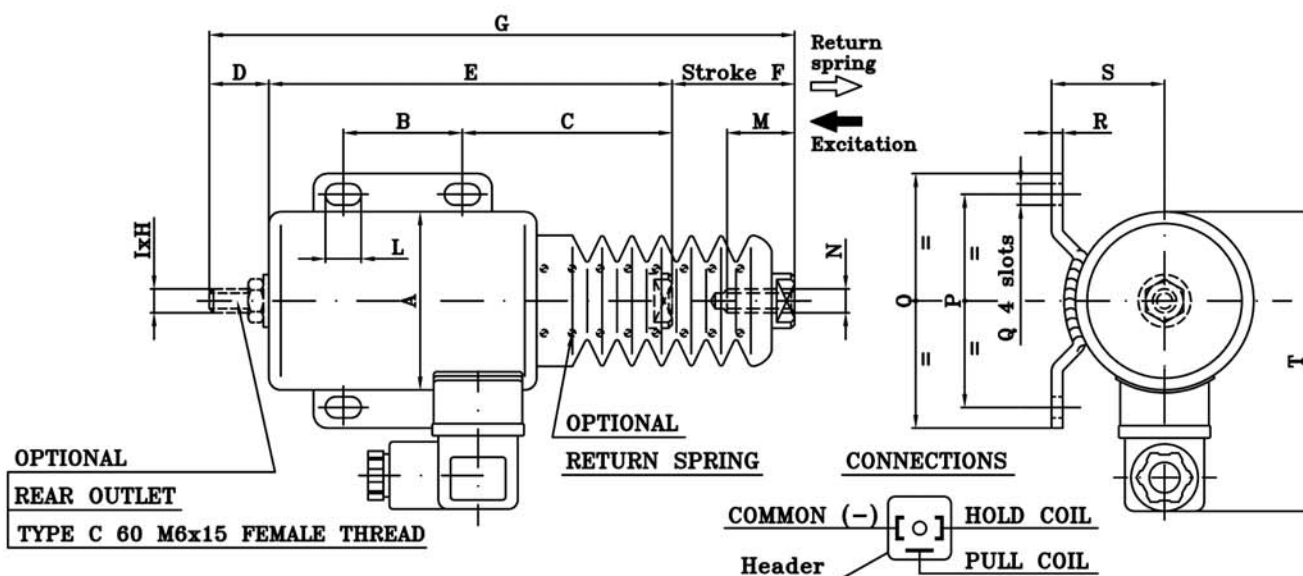 G
Return
spring
D
E
Stroke F
S
B
C
M
R
Excitation
IxH
L
A
N
O
=
=
P
=
=
Q 4 slots
T
OPTIONAL
RETURN SPRING
CONNECTIONS
OPTIONAL
REAR OUTLET
TYPE C 60 M6x15 FEMALE THREAD
COMMON (-)
HOLD COIL
Header
PULL COIL